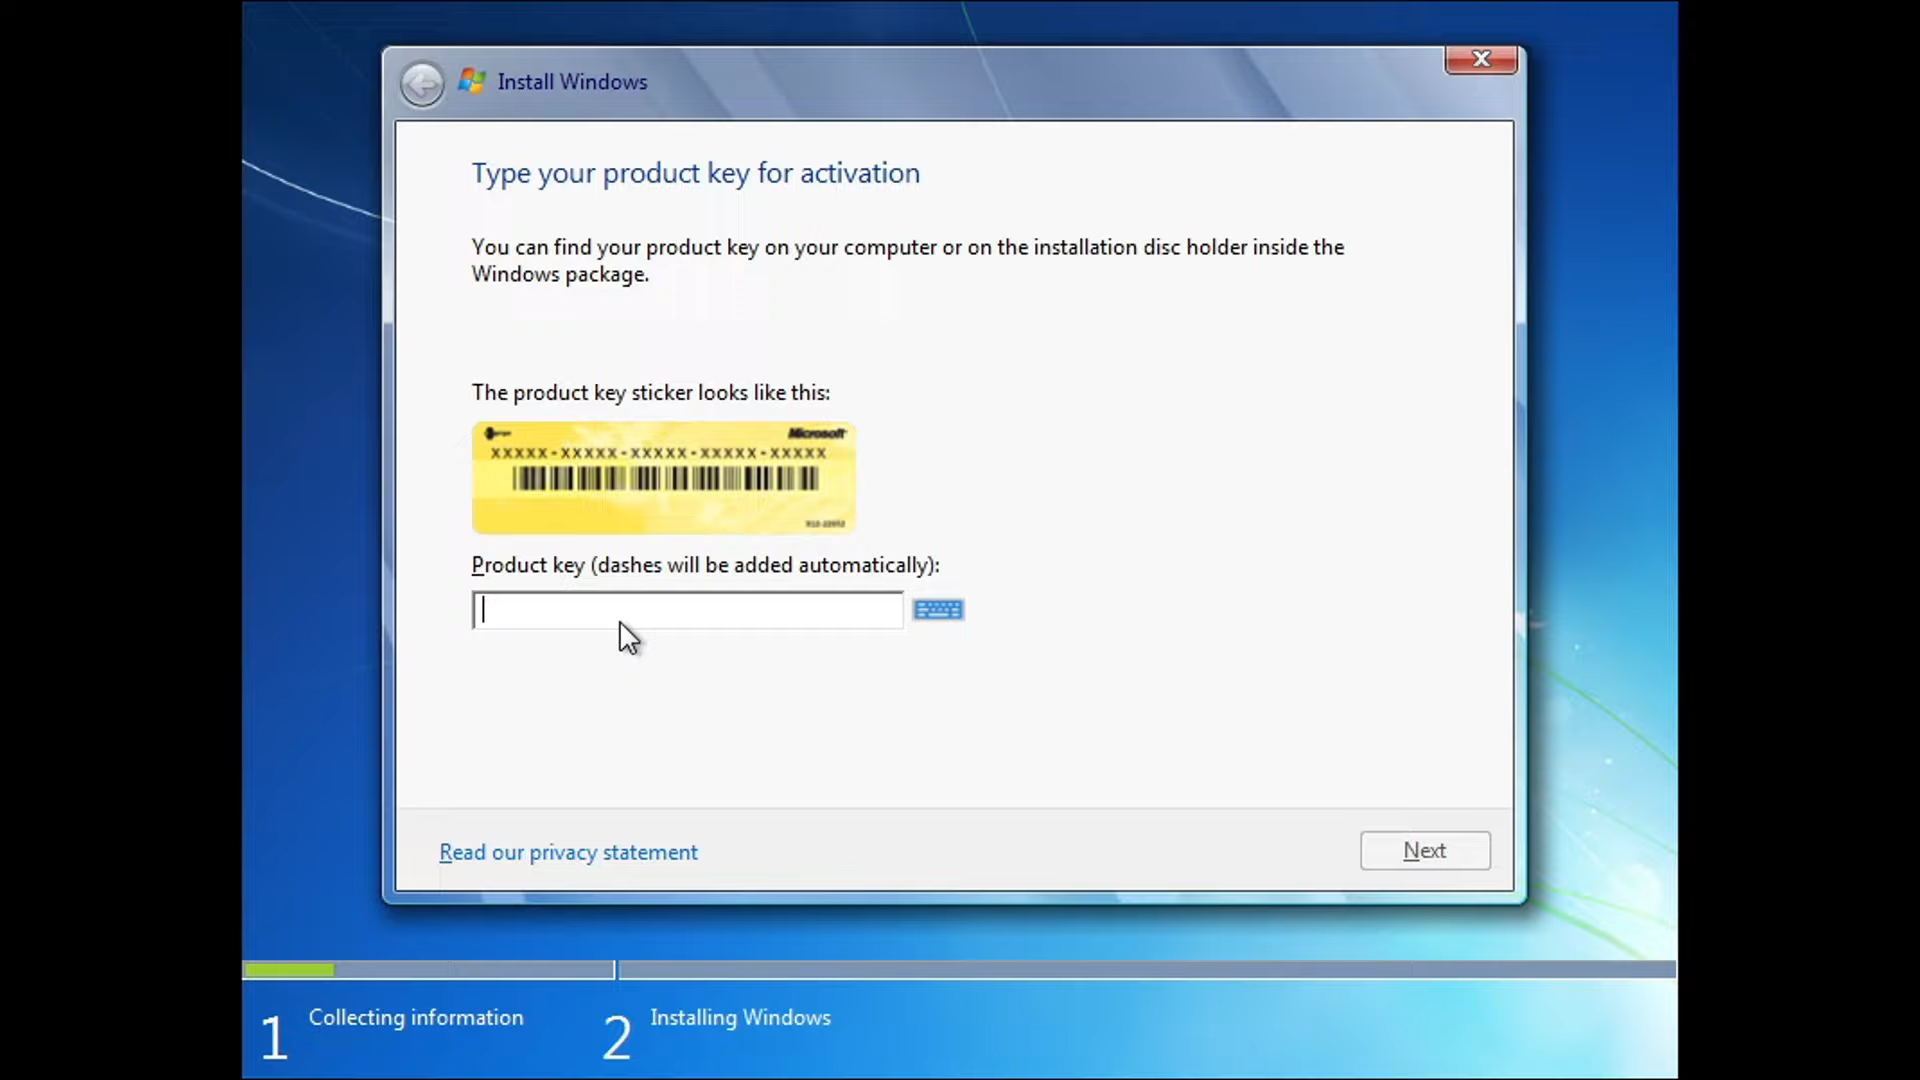 Install Windows
Type your product key for activation
You can find your product key on your computer or on the installation disc holder inside the
Windows package.
The product key sticker looks like this:
Microsoft
XXXXX-XXXXX-XXXXX-XXXXX-XXXXX
Product key (dashes will be added automatically):
Read our privacy statement
Next
1 Collecting information
2 Installing Windows